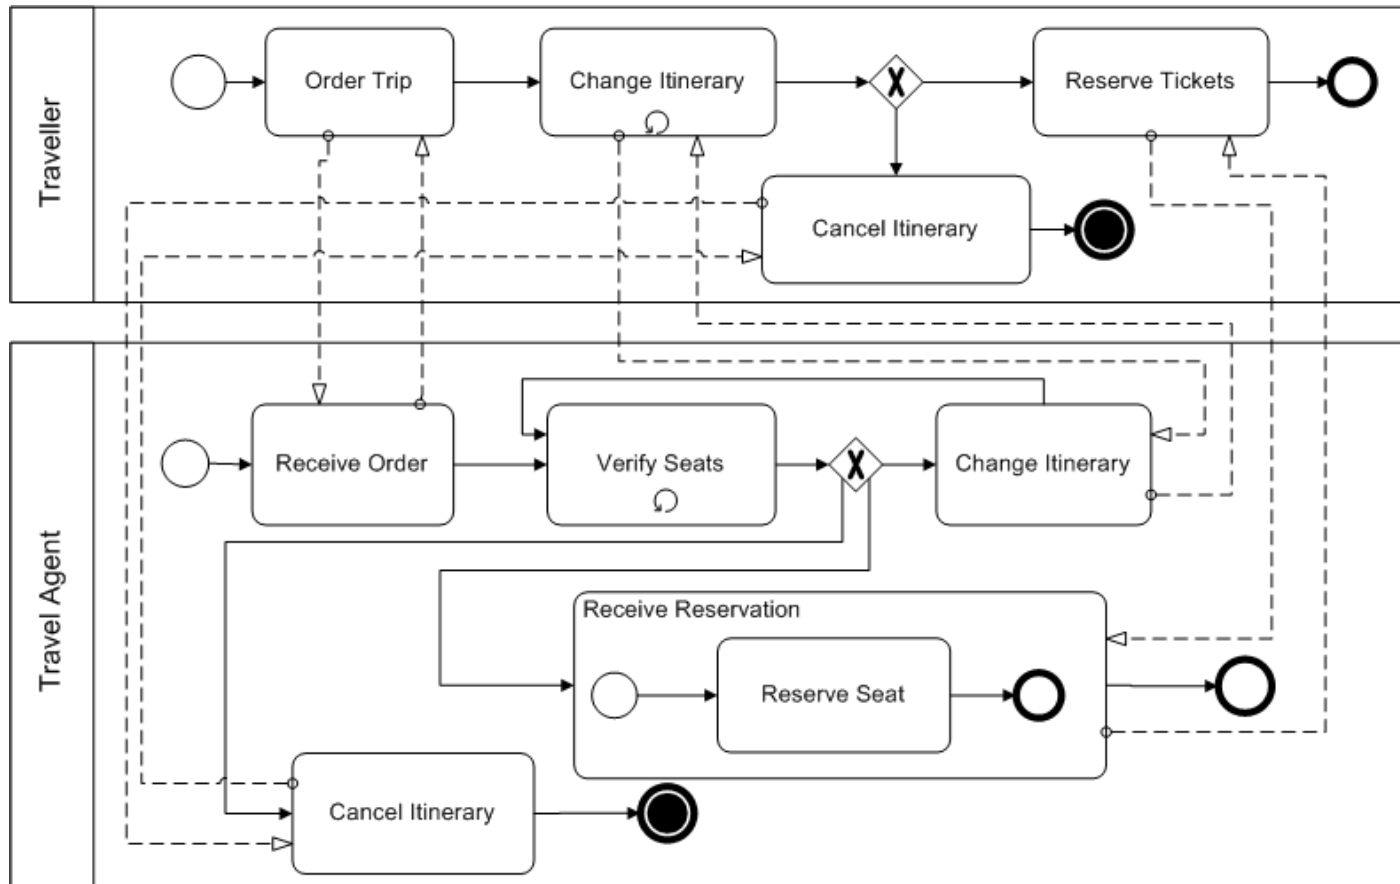 Traveller
Order Trip
Change Itinerary
Reserve Tickets
Cancel Itinerary
Travel Agent
Receive Order
Verify Seats
Change Itinerary
Receive Reservation
Reserve Seat
Cancel Itinerary